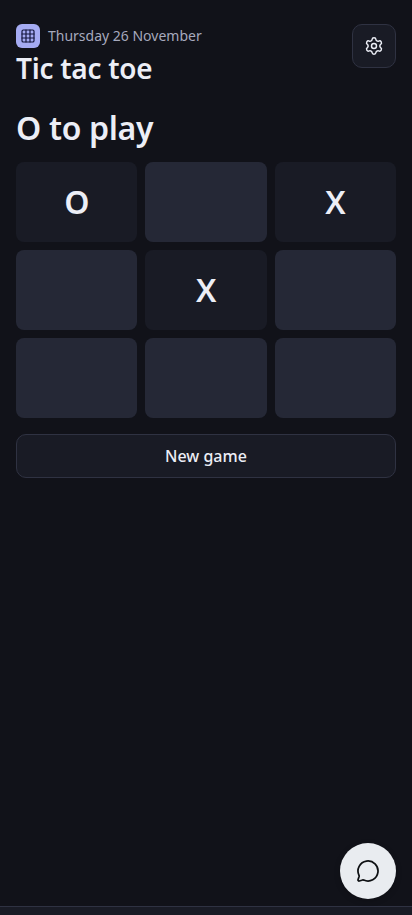 Thursday 26 November
Tic tac toe
O to play
O X
X
New game